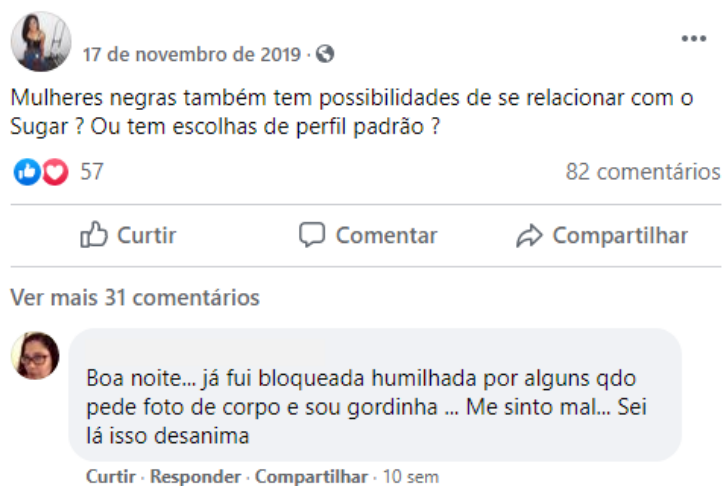 17 de novembro de 2019 ·
Mulheres negras também tem possibilidades de se relacionar com o
Sugar ? Ou tem escolhas de perfil padrão ?
57
82 comentários
Curtir
Comentar
Compartilhar
Ver mais 31 comentários
Boa noite... já fui bloqueada humilhada por alguns qdo
pede foto de corpo e sou gordinha ... Me sinto mal... Sei
lá isso desanima
Curtir · Responder · Compartilhar · 10 sem